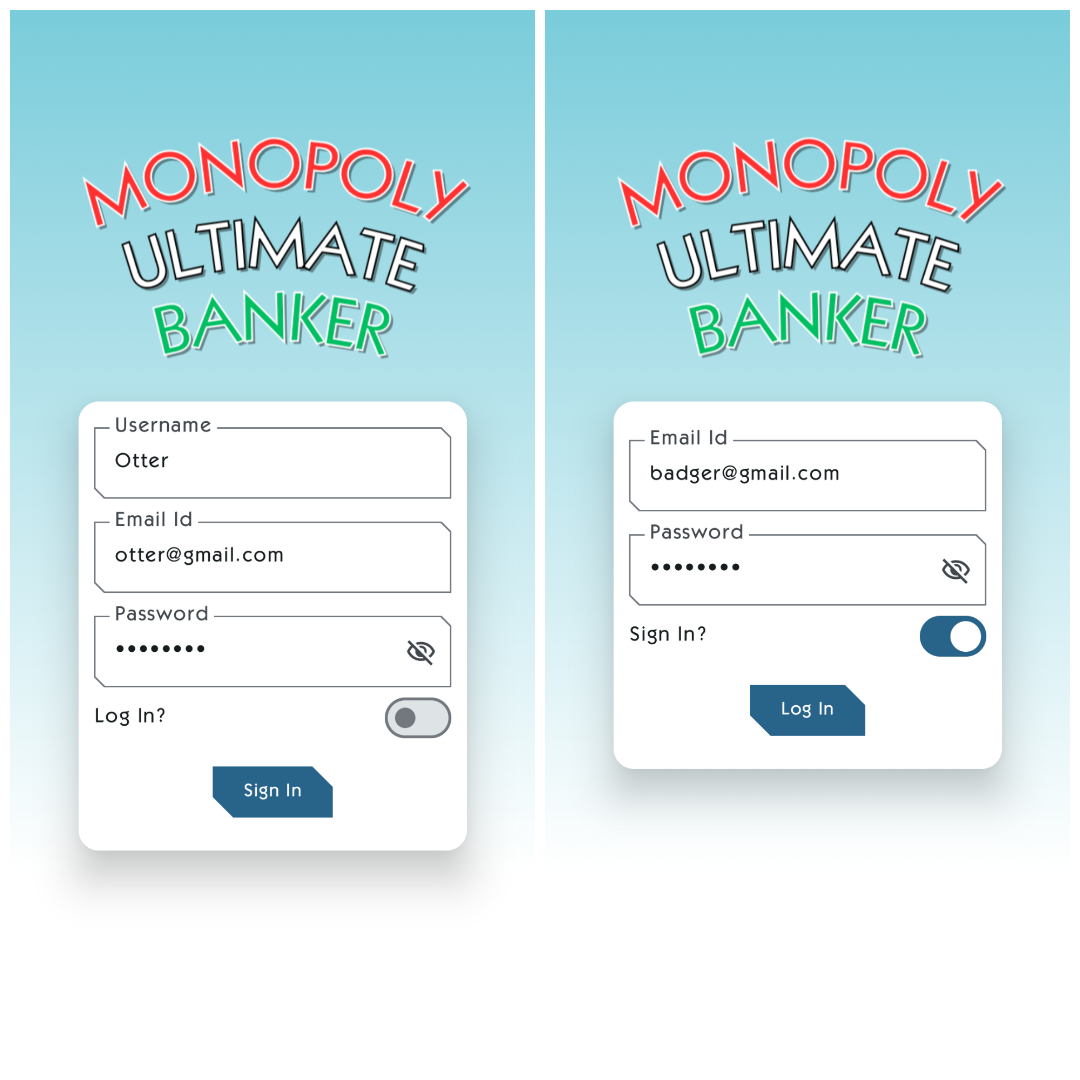 MONOPOLY
ULTIMATE
BANKER
Username
Otter
Email Id
otter@gmail.com
Password
••••••••
Log In?
Sign In
MONOPOLY
ULTIMATE
BANKER
Email Id
badger@gmail.com
Password
••••••••
Sign In?
Log In